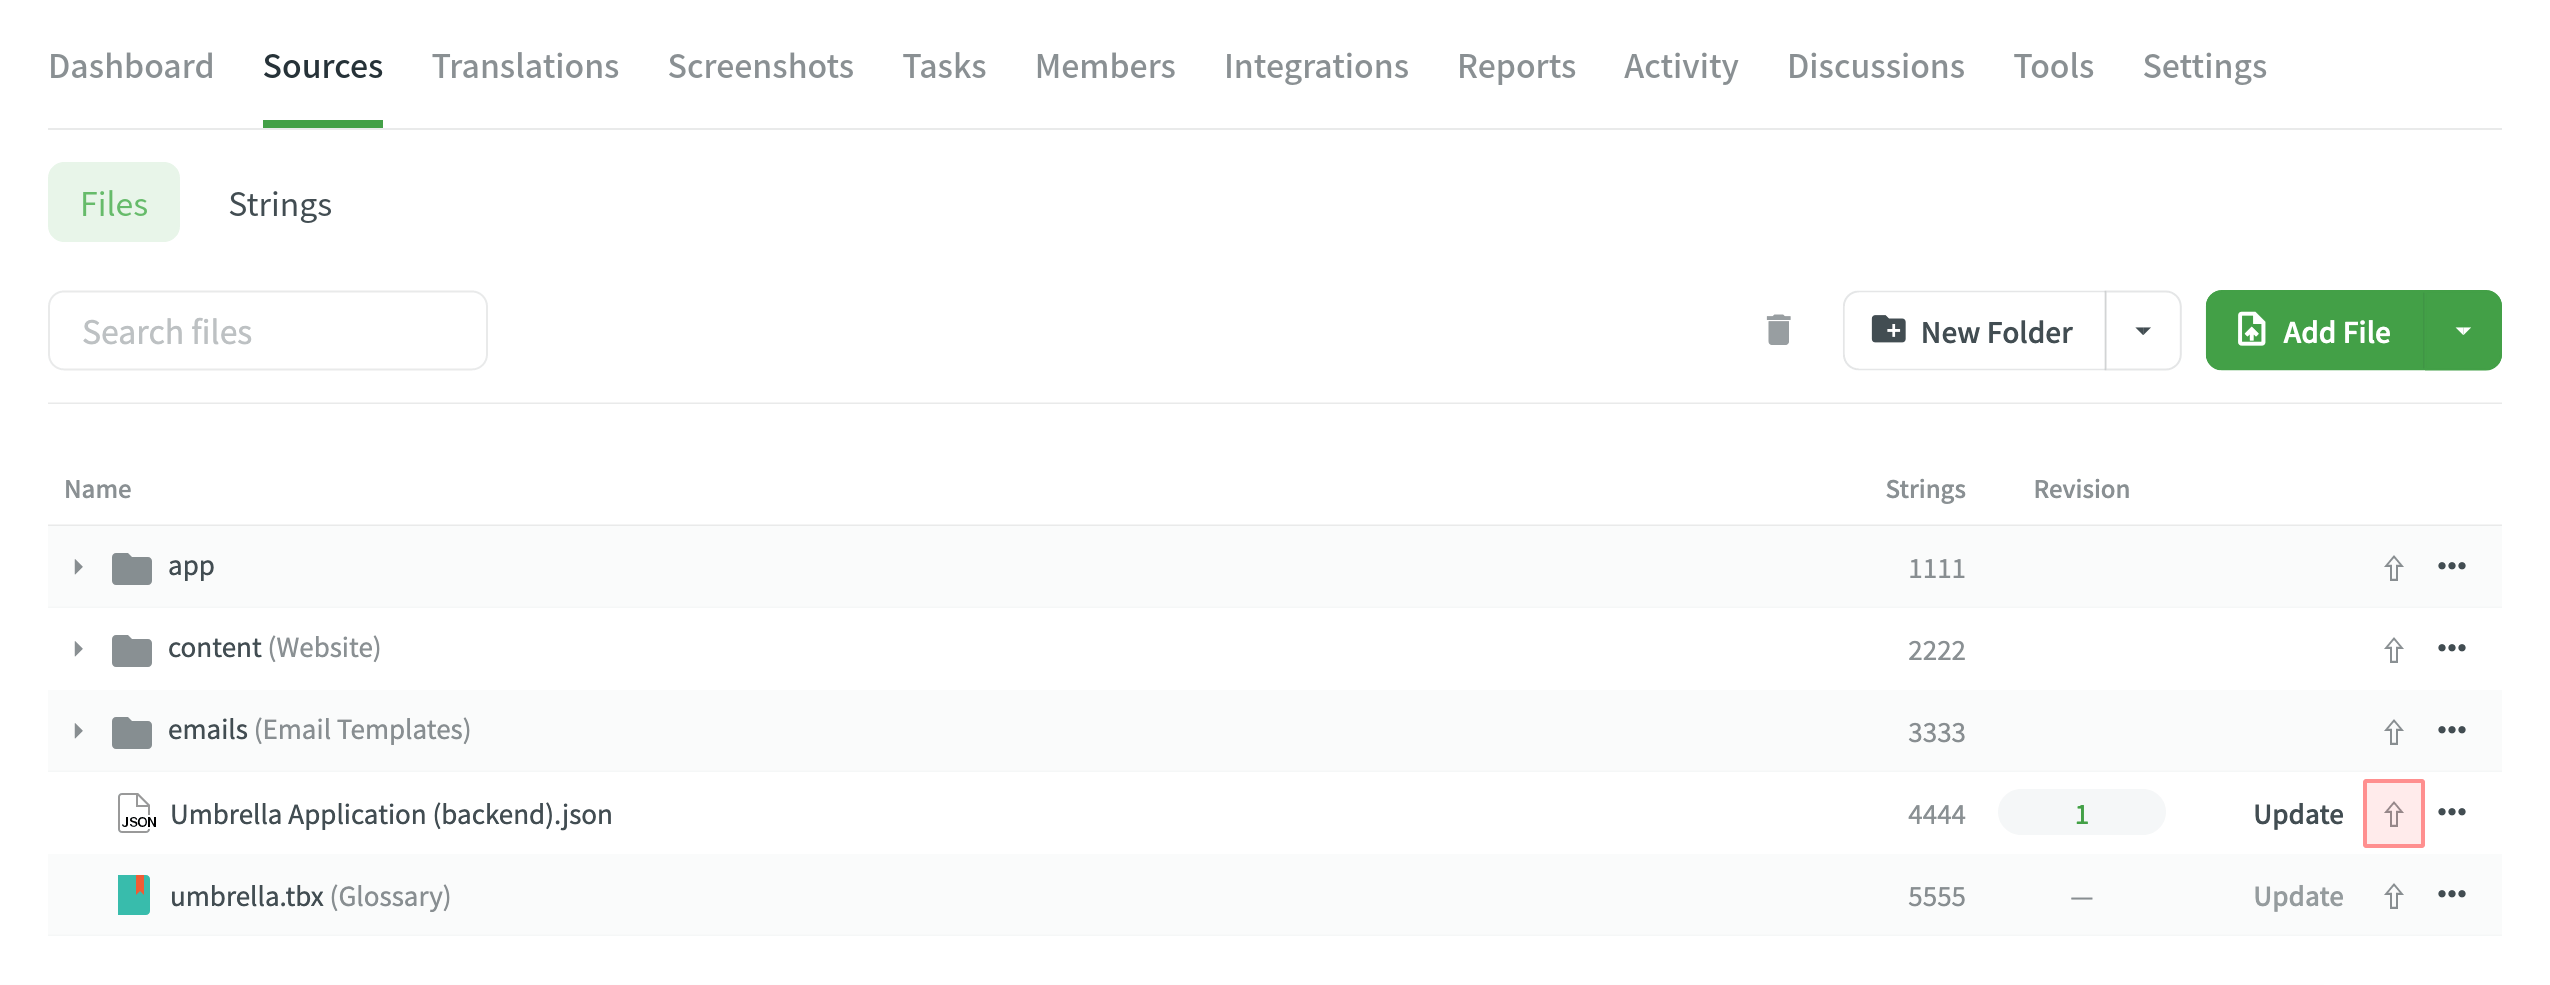 Dashboard Sources Translations Screenshots Tasks Members Integrations Reports Activity Discussions Tools Settings
Files Strings
Search files New Folder Add File
Name Strings Revision
app 1111
content (Website) 2222
emails (Email Templates) 3333
JSON Umbrella Application (backend).json 4444 1 Update
umbrella.tbx (Glossary) 5555 — Update